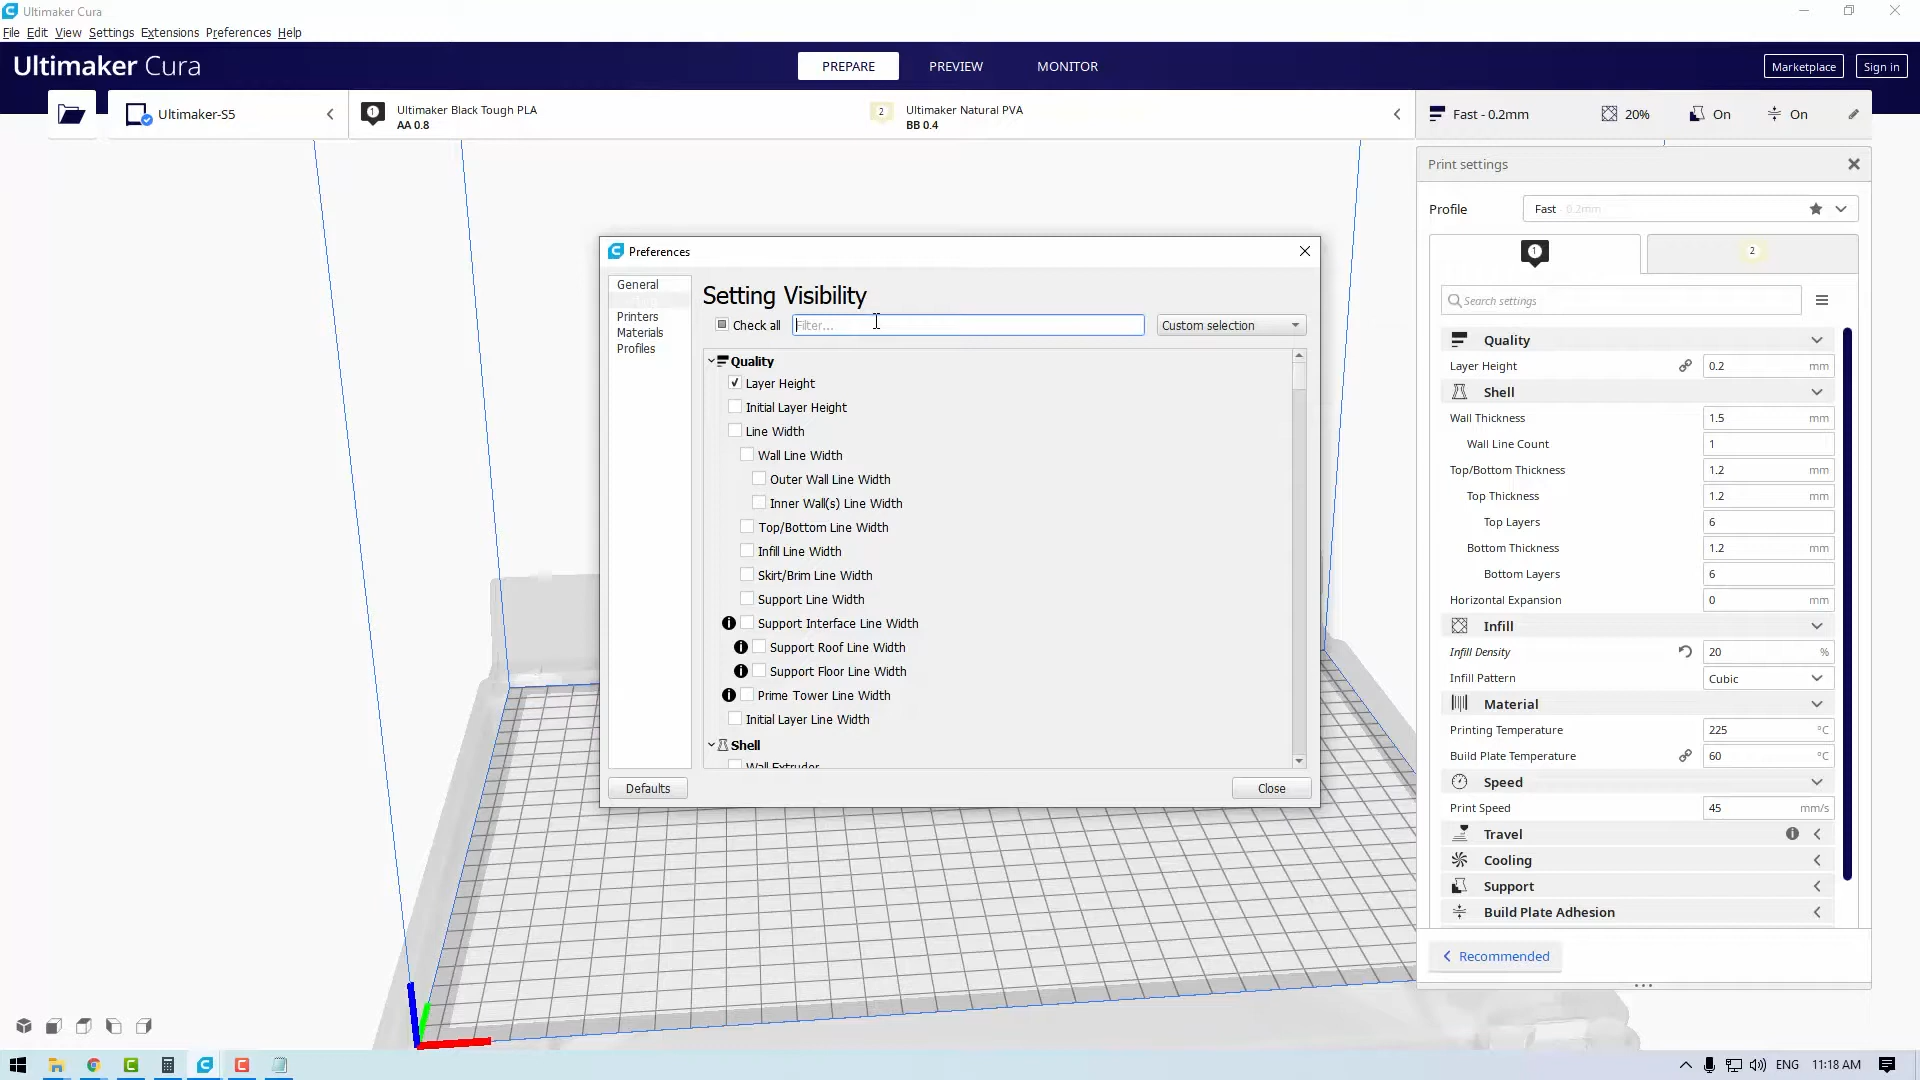 Ultimaker Cura
File Edit View Settings Extensions Preferences Help
Ultimaker Cura
PREPARE
PREVIEW
MONITOR
Marketplace
Sign in
Ultimaker-S5
1
Ultimaker Black Tough PLA
AA 0.8
2
Ultimaker Natural PVA
BB 0.4
Fast - 0.2mm
20%
On
On
Print settings
Profile
Fast - 0.2mm
1
2
Search settings
Quality
Layer Height 0.2 mm
Shell
Wall Thickness 1.5 mm
Wall Line Count 1
Top/Bottom Thickness 1.2 mm
Top Thickness 1.2 mm
Top Layers 6
Bottom Thickness 1.2 mm
Bottom Layers 6
Horizontal Expansion 0 mm
Infill
Infill Density 20 %
Infill Pattern Cubic
Material
Printing Temperature 225 °C
Build Plate Temperature 60 °C
Speed
Print Speed 45 mm/s
Travel
Cooling
Support
Build Plate Adhesion
Recommended
Preferences
General
Printers
Materials
Profiles
Setting Visibility
Check all
Filter...
Custom selection
Quality
Layer Height
Initial Layer Height
Line Width
Wall Line Width
Outer Wall Line Width
Inner Wall(s) Line Width
Top/Bottom Line Width
Infill Line Width
Skirt/Brim Line Width
Support Line Width
Support Interface Line Width
Support Roof Line Width
Support Floor Line Width
Prime Tower Line Width
Initial Layer Line Width
Shell
Wall Extruder
Defaults
Close
ENG
11:18 AM